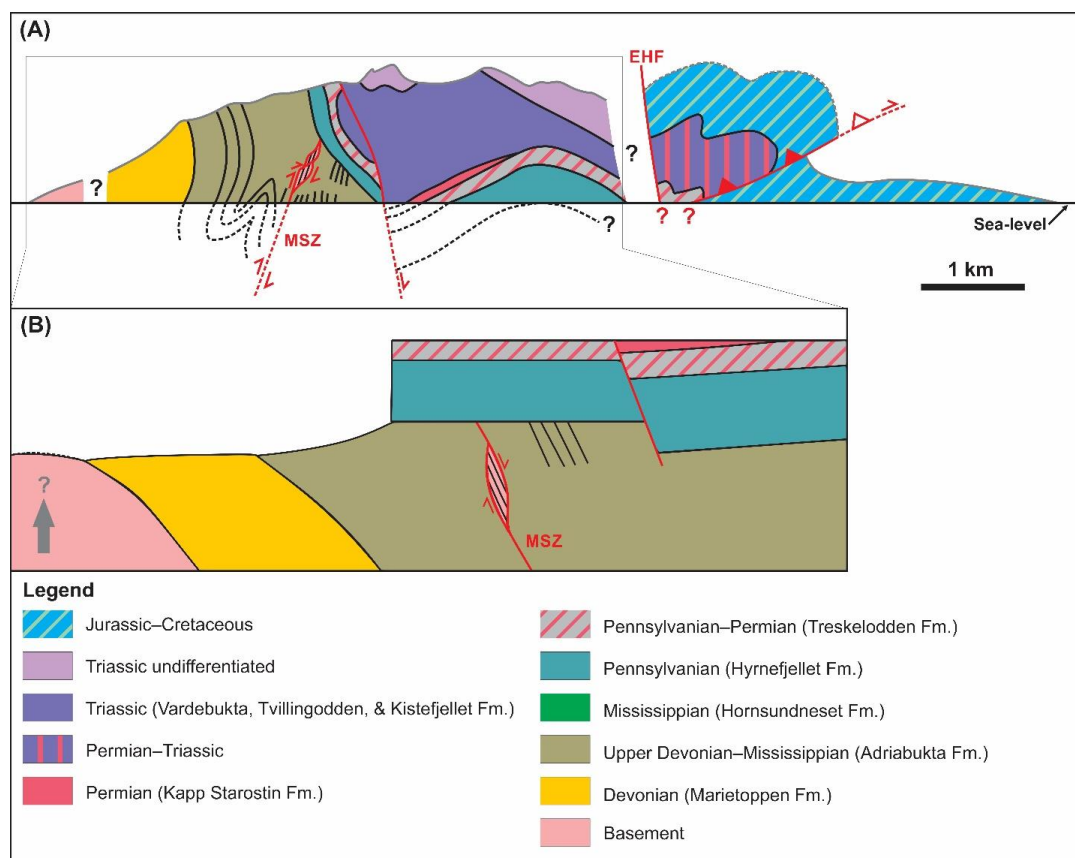 (A)
EHF
?
?
MSZ
?
?
?
?
Sea-level
1 km
(B)
?
MSZ
Legend
Jurassic–Cretaceous
Triassic undifferentiated
Triassic (Vardebukta, Tvillingodden, & Kistefjellet Fm.)
Permian–Triassic
Permian (Kapp Starostin Fm.)
Pennsylvanian–Permian (Treskelodden Fm.)
Pennsylvanian (Hyrnefjellet Fm.)
Mississippian (Hornsundneset Fm.)
Upper Devonian–Mississippian (Adriabukta Fm.)
Devonian (Marietoppen Fm.)
Basement